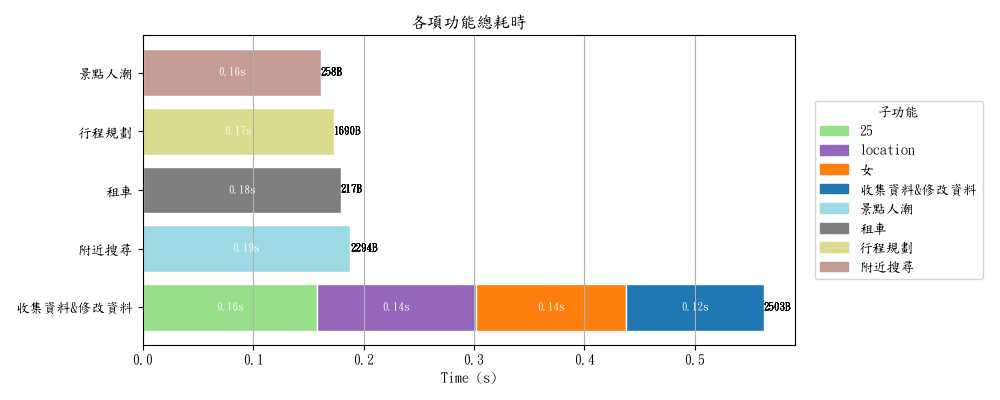 各項功能總耗時
景點人潮
0.16s
258B
行程規劃
0.17s
1690B
租車
0.18s
217B
附近搜尋
0.19s
2294B
收集資料&修改資料
0.16s
0.14s
0.14s
0.12s
2503B
0.0 0.1 0.2 0.3 0.4 0.5
Time (s)
子功能
25
location
女
收集資料&修改資料
景點人潮
租車
行程規劃
附近搜尋